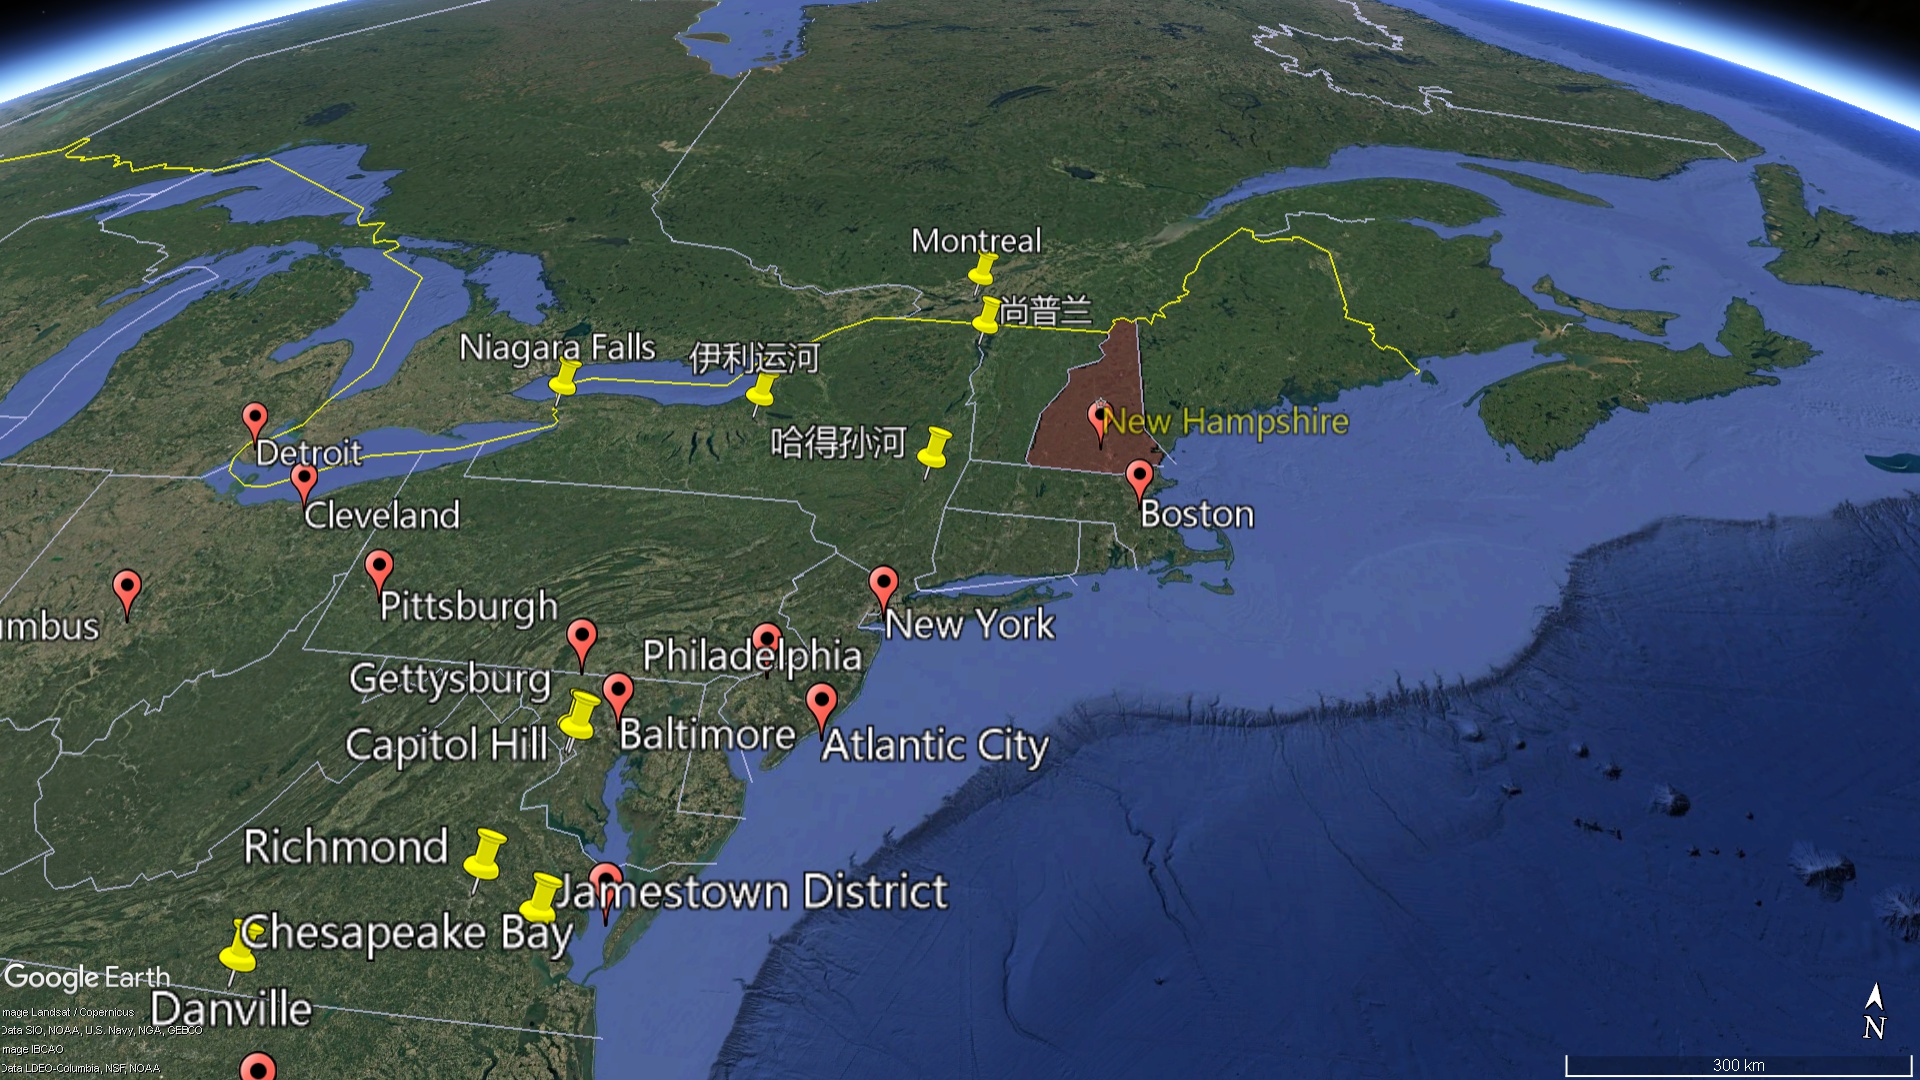 Montreal
尚普兰
Niagara Falls
伊利运河
New Hampshire
哈得孙河
Detroit
Cleveland
Boston
Pittsburgh
umbus
New York
Philadelphia
Gettysburg
Baltimore
Capitol Hill
Atlantic City
Richmond
Jamestown District
Chesapeake Bay
Google Earth
Danville
mage Landsat / Copernicus
Data SIO, NOAA, U.S. Navy, NGA, GEBCO
mage IBCAO
Data LDEO-Columbia, NSF, NOAA
N
300 km